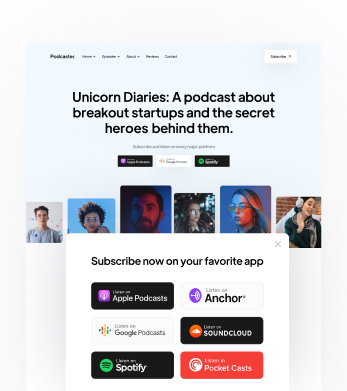 Podcaster. Home Episodes About Reviews Contact Subscribe
Unicorn Diaries: A podcast about
breakout startups and the secret
heroes behind them.
Subscribe and listen on every major platform
Apple Podcasts Google Podcasts Spotify
Subscribe now on your favorite app
Listen on
Apple Podcasts
Listen on
Anchor
Listen on
Google Podcasts
Listen on
SOUNDCLOUD
Listen on
Spotify
Listen in
Pocket Casts